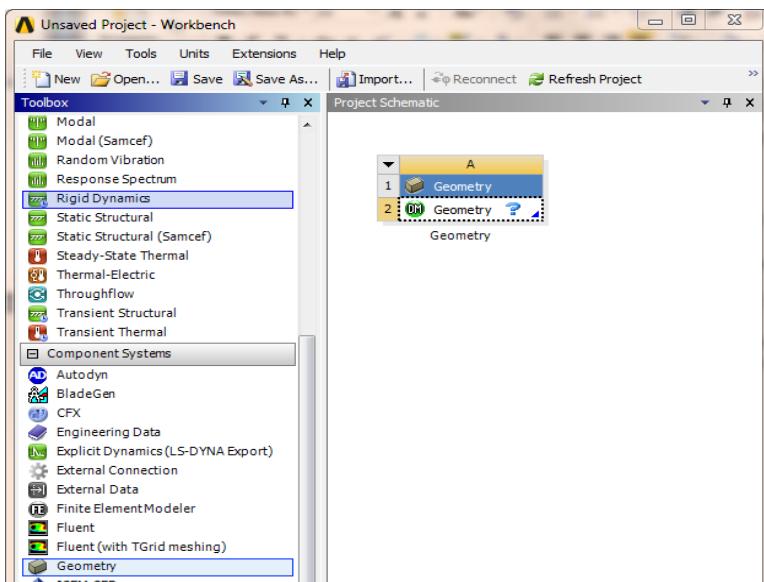 Unsaved Project - Workbench
File View Tools Units Extensions Help
New Open... Save Save As... Import... Reconnect Refresh Project »
Toolbox
Project Schematic
Modal
Modal (Samcef)
Random Vibration
Response Spectrum
Rigid Dynamics
Static Structural
Static Structural (Samcef)
Steady-State Thermal
Thermal-Electric
Throughflow
Transient Structural
Transient Thermal
Component Systems
AD Autodyn
BladeGen
CFX
Engineering Data
Explicit Dynamics (LS-DYNA Export)
External Connection
External Data
FE Finite Element Modeler
Fluent
Fluent (with TGrid meshing)
Geometry
A
1 Geometry
2 DM Geometry ?
Geometry